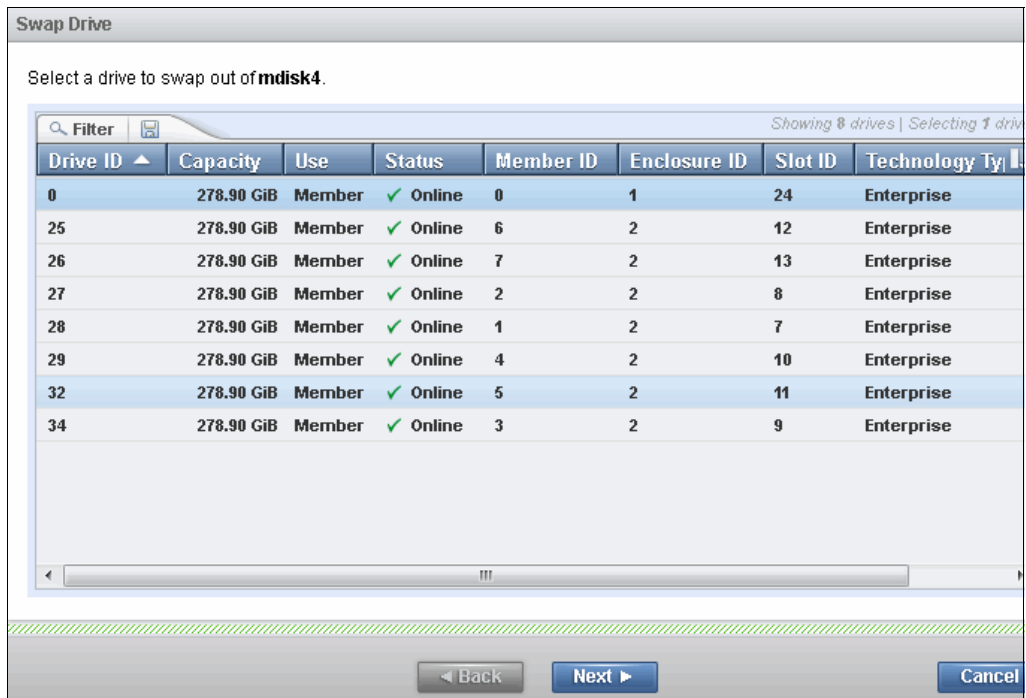 Swap Drive
Select a drive to swap out of mdisk4.
Filter
Showing 8 drives | Selecting 1
Drive ID Capacity Use Status Member ID Enclosure ID Slot ID Technology
0 278.90 GiB Member Online 0 1 24 Enterprise
25 278.90 GiB Member Online 6 2 12 Enterprise
26 278.90 GiB Member Online 7 2 13 Enterprise
27 278.90 GiB Member Online 2 2 8 Enterprise
28 278.90 GiB Member Online 1 2 7 Enterprise
29 278.90 GiB Member Online 4 2 10 Enterprise
32 278.90 GiB Member Online 5 2 11 Enterprise
34 278.90 GiB Member Online 3 2 9 Enterprise
Back Next Cancel